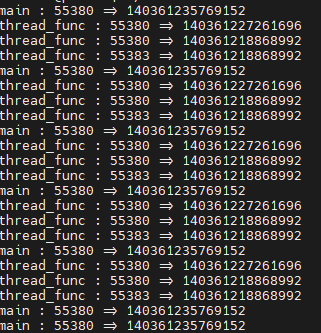 main : 55380 => 140361235769152
thread_func : 55380 => 140361227261696
thread_func : 55380 => 140361218868992
thread_func : 55383 => 140361218868992
main : 55380 => 140361235769152
thread_func : 55380 => 140361227261696
thread_func : 55380 => 140361218868992
thread_func : 55383 => 140361218868992
main : 55380 => 140361235769152
thread_func : 55380 => 140361227261696
thread_func : 55380 => 140361218868992
thread_func : 55383 => 140361218868992
main : 55380 => 140361235769152
thread_func : 55380 => 140361227261696
thread_func : 55380 => 140361218868992
thread_func : 55383 => 140361218868992
main : 55380 => 140361235769152
thread_func : 55380 => 140361227261696
thread_func : 55380 => 140361218868992
thread_func : 55383 => 140361218868992
main : 55380 => 140361235769152
main : 55380 => 140361235769152